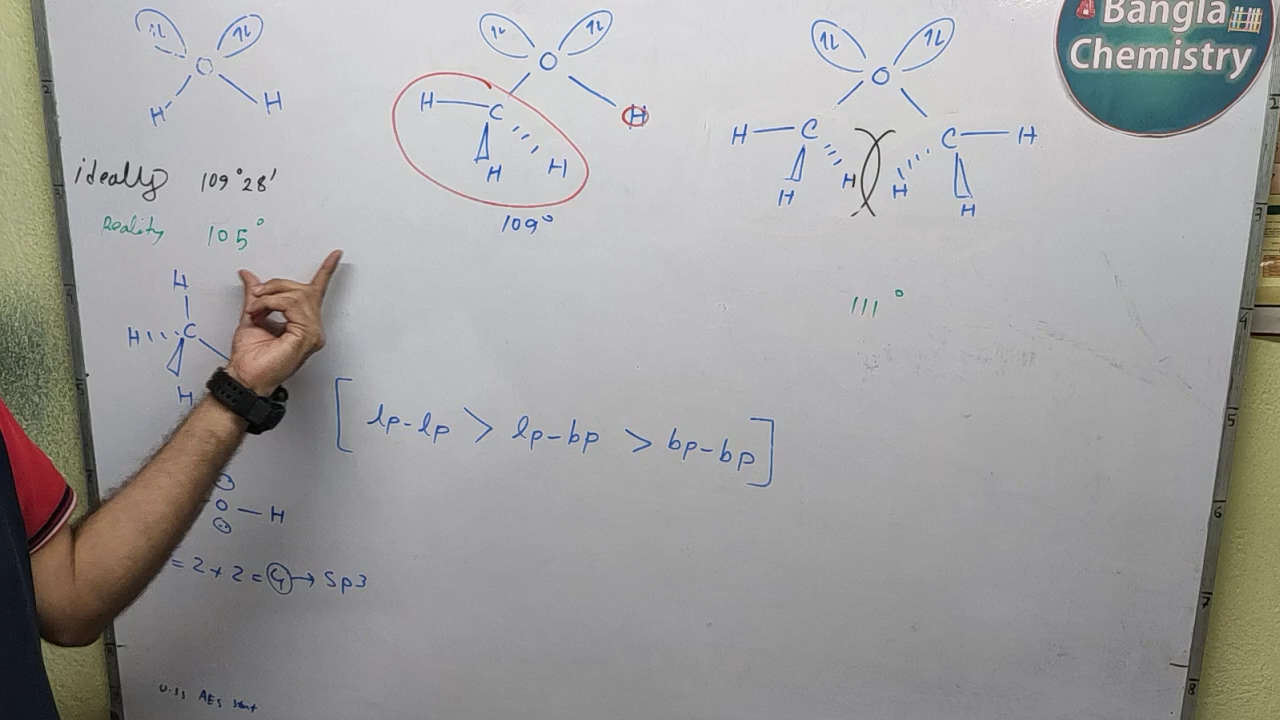 Bangla
Chemistry
1L 1L
O
H H
1L 1L
O
H C H
H H
109°
1L 1L
O
H C C H
H H H H
111°
ideally 109°28'
Reality 105°
H
H C
H
[ lp-lp > lp-bp > bp-bp ]
O H
= 2 + 2 = 4 → Sp3